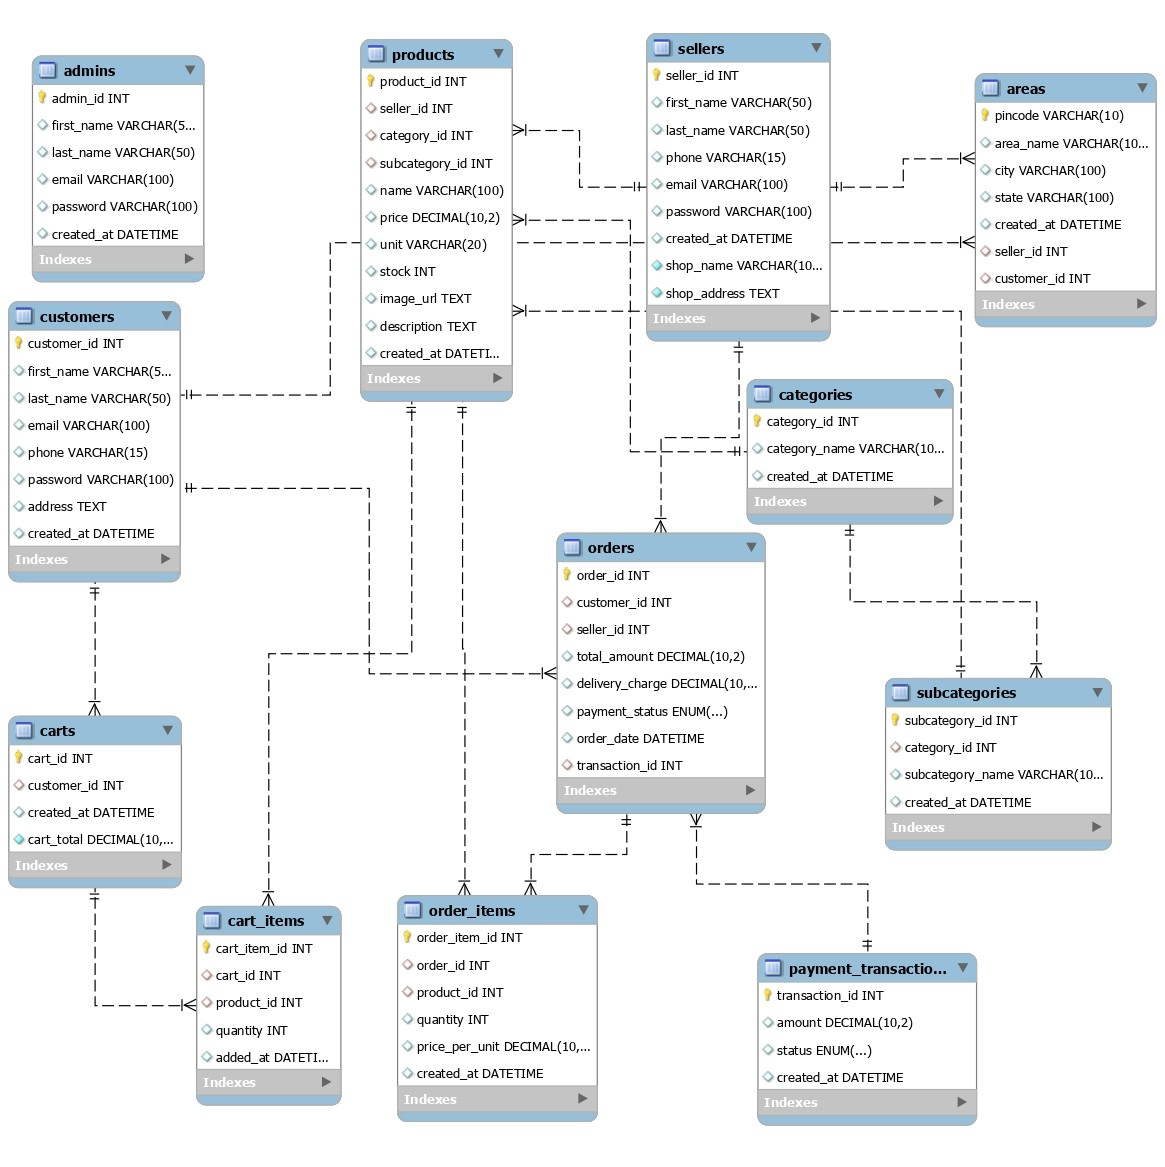 admins
admin_id INT
first_name VARCHAR(5...
last_name VARCHAR(50)
email VARCHAR(100)
password VARCHAR(100)
created_at DATETIME
Indexes
products
product_id INT
seller_id INT
category_id INT
subcategory_id INT
name VARCHAR(100)
price DECIMAL(10,2)
unit VARCHAR(20)
stock INT
image_url TEXT
description TEXT
created_at DATETI...
Indexes
sellers
seller_id INT
first_name VARCHAR(50)
last_name VARCHAR(50)
phone VARCHAR(15)
email VARCHAR(100)
password VARCHAR(100)
created_at DATETIME
shop_name VARCHAR(10...
shop_address TEXT
Indexes
areas
pincode VARCHAR(10)
area_name VARCHAR(10...
city VARCHAR(100)
state VARCHAR(100)
created_at DATETIME
seller_id INT
customer_id INT
Indexes
customers
customer_id INT
first_name VARCHAR(5...
last_name VARCHAR(50)
email VARCHAR(100)
phone VARCHAR(15)
password VARCHAR(100)
address TEXT
created_at DATETIME
Indexes
categories
category_id INT
category_name VARCHAR(10...
created_at DATETIME
Indexes
orders
order_id INT
customer_id INT
seller_id INT
total_amount DECIMAL(10,2)
delivery_charge DECIMAL(10,...
payment_status ENUM(...)
order_date DATETIME
transaction_id INT
Indexes
subcategories
subcategory_id INT
category_id INT
subcategory_name VARCHAR(10...
created_at DATETIME
Indexes
carts
cart_id INT
customer_id INT
created_at DATETIME
cart_total DECIMAL(10,...
Indexes
cart_items
cart_item_id INT
cart_id INT
product_id INT
quantity INT
added_at DATETI...
Indexes
order_items
order_item_id INT
order_id INT
product_id INT
quantity INT
price_per_unit DECIMAL(10,...
created_at DATETIME
Indexes
payment_transactio...
transaction_id INT
amount DECIMAL(10,2)
status ENUM(...)
created_at DATETIME
Indexes